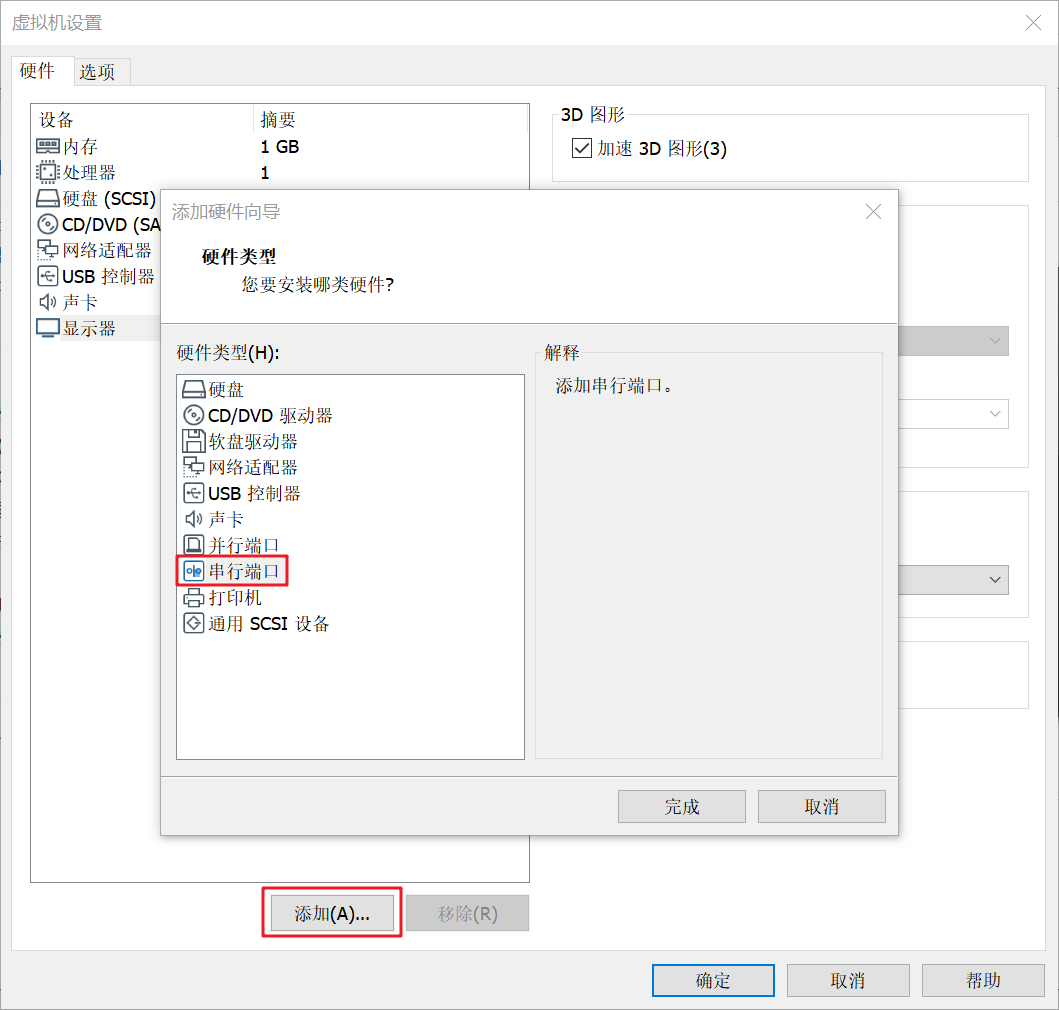 虚拟机设置
硬件 选项
设备 摘要
内存 1 GB
处理器 1
硬盘 (SCSI)
CD/DVD (SA
网络适配器
USB 控制器
声卡
显示器
3D 图形
加速 3D 图形(3)
添加硬件向导
硬件类型
您要安装哪类硬件?
硬件类型(H):
硬盘
CD/DVD 驱动器
软盘驱动器
网络适配器
USB 控制器
声卡
并行端口
串行端口
打印机
通用 SCSI 设备
解释
添加串行端口。
完成 取消
添加(A)... 移除(R)
确定 取消 帮助